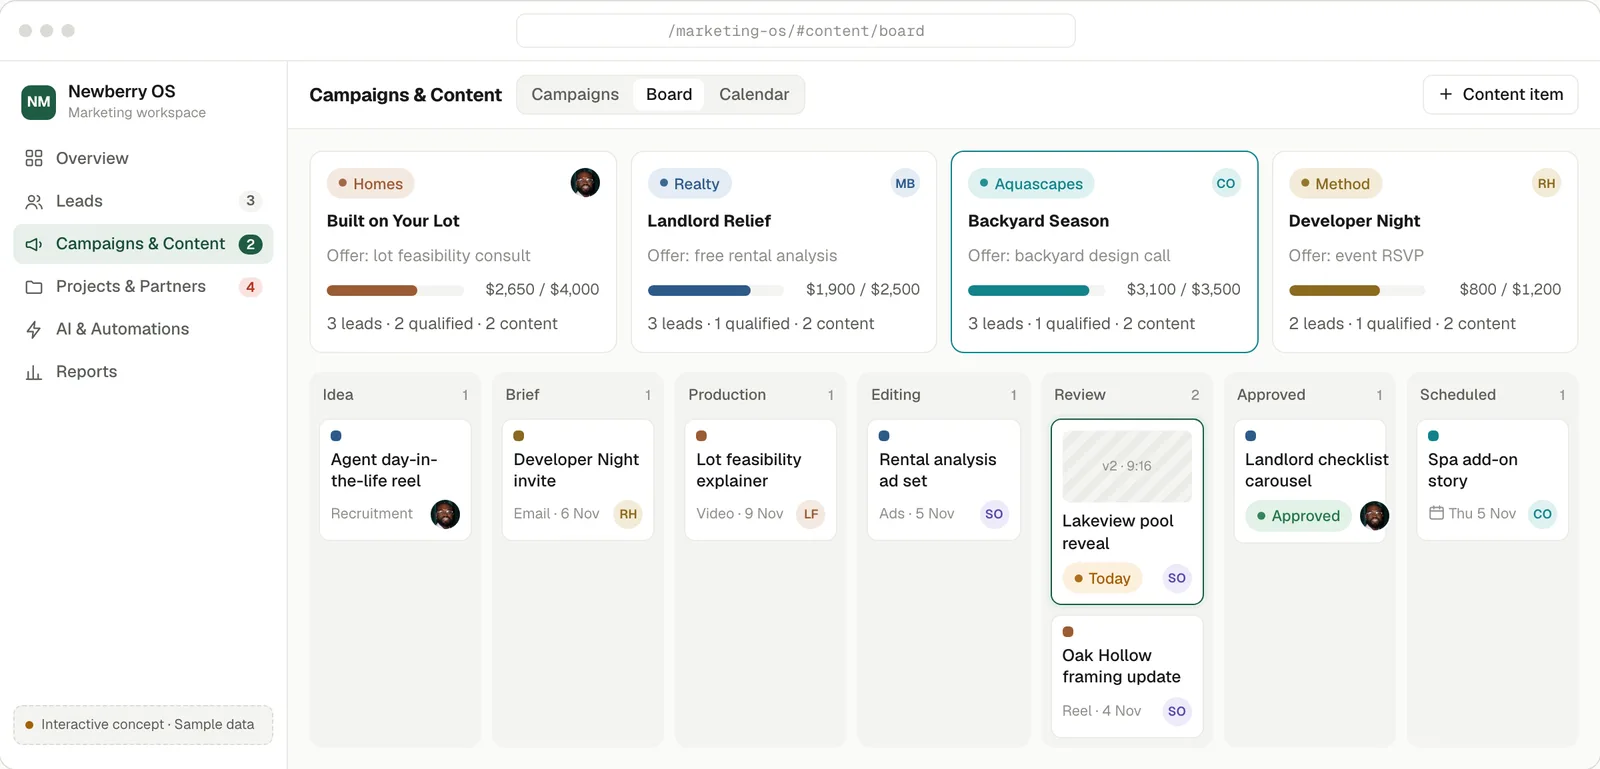 /marketing-os/#content/board
NM
Newberry OS
Marketing workspace
Overview
Leads 3
Campaigns & Content 2
Projects & Partners 4
AI & Automations
Reports
Interactive concept · Sample data
Campaigns & Content
Campaigns Board Calendar
+ Content item
Homes
Built on Your Lot
Offer: lot feasibility consult
$2,650 / $4,000
3 leads · 2 qualified · 2 content
Realty MB
Landlord Relief
Offer: free rental analysis
$1,900 / $2,500
3 leads · 1 qualified · 2 content
Aquascapes CO
Backyard Season
Offer: backyard design call
$3,100 / $3,500
3 leads · 1 qualified · 2 content
Method RH
Developer Night
Offer: event RSVP
$800 / $1,200
2 leads · 1 qualified · 2 content
Idea 1
Agent day-in-
the-life reel
Recruitment
Brief 1
Developer Night
invite
Email · 6 Nov RH
Production 1
Lot feasibility
explainer
Video · 9 Nov LF
Editing 1
Rental analysis
ad set
Ads · 5 Nov SO
Review 2
v2 · 9:16
Lakeview pool
reveal
Today SO
Oak Hollow
framing update
Reel · 4 Nov SO
Approved 1
Landlord checklist
carousel
Approved
Scheduled 1
Spa add-on
story
Thu 5 Nov CO